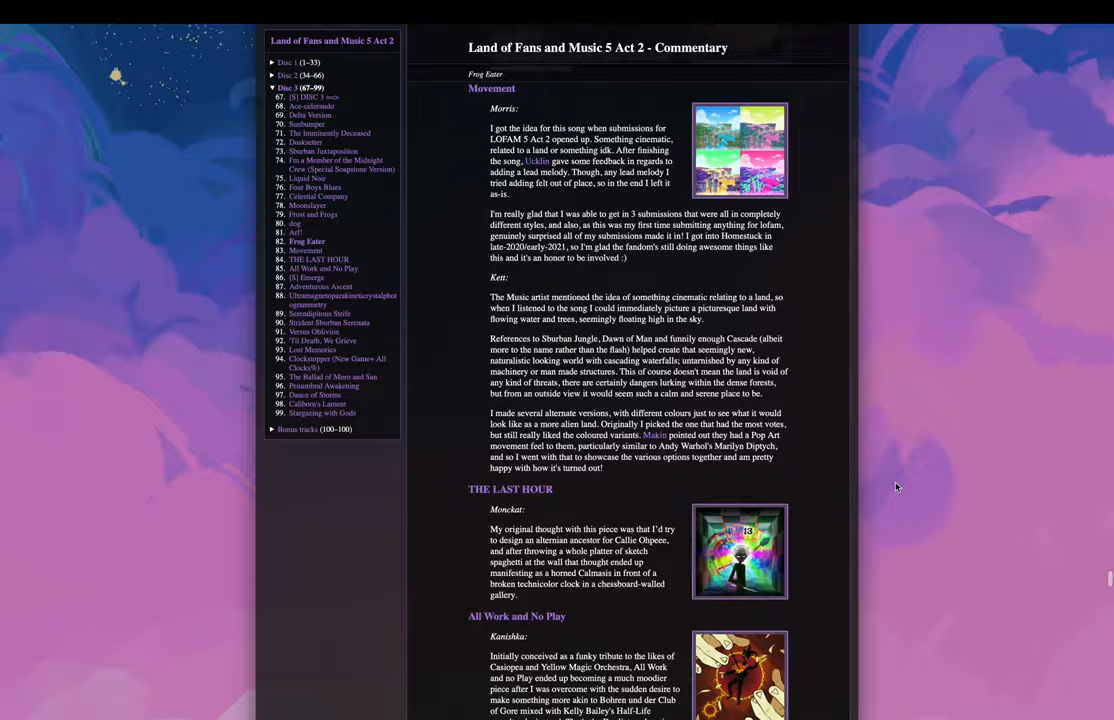 Land of Fans and Music 5 Act 2
▶ Disc 1 (1–33)
▶ Disc 2 (34–66)
▼ Disc 3 (67–99)
67. [S] DISC 3 ==>
68. Ace-celerando
69. Delta Version
70. Sunbumper
71. The Imminently Deceased
72. Dusksetter
73. Sburban Juxtaposition
74. I'm a Member of the Midnight
Crew (Special Soapstone Version)
75. Liquid Noir
76. Four Boys Blues
77. Celestial Company
78. Moonslayer
79. Frost and Frogs
80. dog
81. Arf!
82. Frog Eater
83. Movement
84. THE LAST HOUR
85. All Work and No Play
86. [S] Emerge
87. Adventurous Ascent
88. Ultramagnetoparakineticrystalphot
ogrammetry
89. Serendipitous Strife
90. Strident Sburban Serenata
91. Versus Oblivion
92. 'Til Death, We Grieve
93. Lost Memories
94. Clockstopper (New Game+ All
Clocks%)
95. The Ballad of Moro and San
96. Penumbral Awakening
97. Dance of Storms
98. Caliborn's Lament
99. Stargazing with Gods
▶ Bonus tracks (100–100)
Land of Fans and Music 5 Act 2 - Commentary
Frog Eater
Movement
Morris:
I got the idea for this song when submissions for
LOFAM 5 Act 2 opened up. Something cinematic,
related to a land or something idk. After finishing
the song, Ucklin gave some feedback in regards to
adding a lead melody. Though, any lead melody I
tried adding felt out of place, so in the end I left it
as-is.
I'm really glad that I was able to get in 3 submissions that were all in completely
different styles, and also, as this was my first time submitting anything for lofam,
genuinely surprised all of my submissions made it in! I got into Homestuck in
late-2020/early-2021, so I'm glad the fandom's still doing awesome things like
this and it's an honor to be involved :)
Kett:
The Music artist mentioned the idea of something cinematic relating to a land, so
when I listened to the song I could immediately picture a picturesque land with
flowing water and trees, seemingly floating high in the sky.
References to Sburban Jungle, Dawn of Man and funnily enough Cascade (albeit
more to the name rather than the flash) helped create that seemingly new,
naturalistic looking world with cascading waterfalls; untarnished by any kind of
machinery or man made structures. This of course doesn't mean the land is void of
any kind of threats, there are certainly dangers lurking within the dense forests,
but from an outside view it would seem such a calm and serene place to be.
I made several alternate versions, with different colours just to see what it would
look like as a more alien land. Originally I picked the one that had the most votes,
but still really liked the coloured variants. Makin pointed out they had a Pop Art
movement feel to them, particularly similar to Andy Warhol's Marilyn Diptych,
and so I went with that to showcase the various options together and am pretty
happy with how it's turned out!
THE LAST HOUR
Monckat:
My original thought with this piece was that I'd try
to design an alternian ancestor for Callie Ohpeee,
and after throwing a whole platter of sketch
spaghetti at the wall that thought ended up
manifesting as a horned Calmasis in front of a
broken technicolor clock in a chessboard-walled
gallery.
13
All Work and No Play
Kanishka:
Initially conceived as a funky tribute to the likes of
Casiopea and Yellow Magic Orchestra, All Work
and no Play ended up becoming a much moodier
piece after I was overcome with the sudden desire to
make something more akin to Bohren und der Club
of Gore mixed with Kelly Bailey's Half-Life